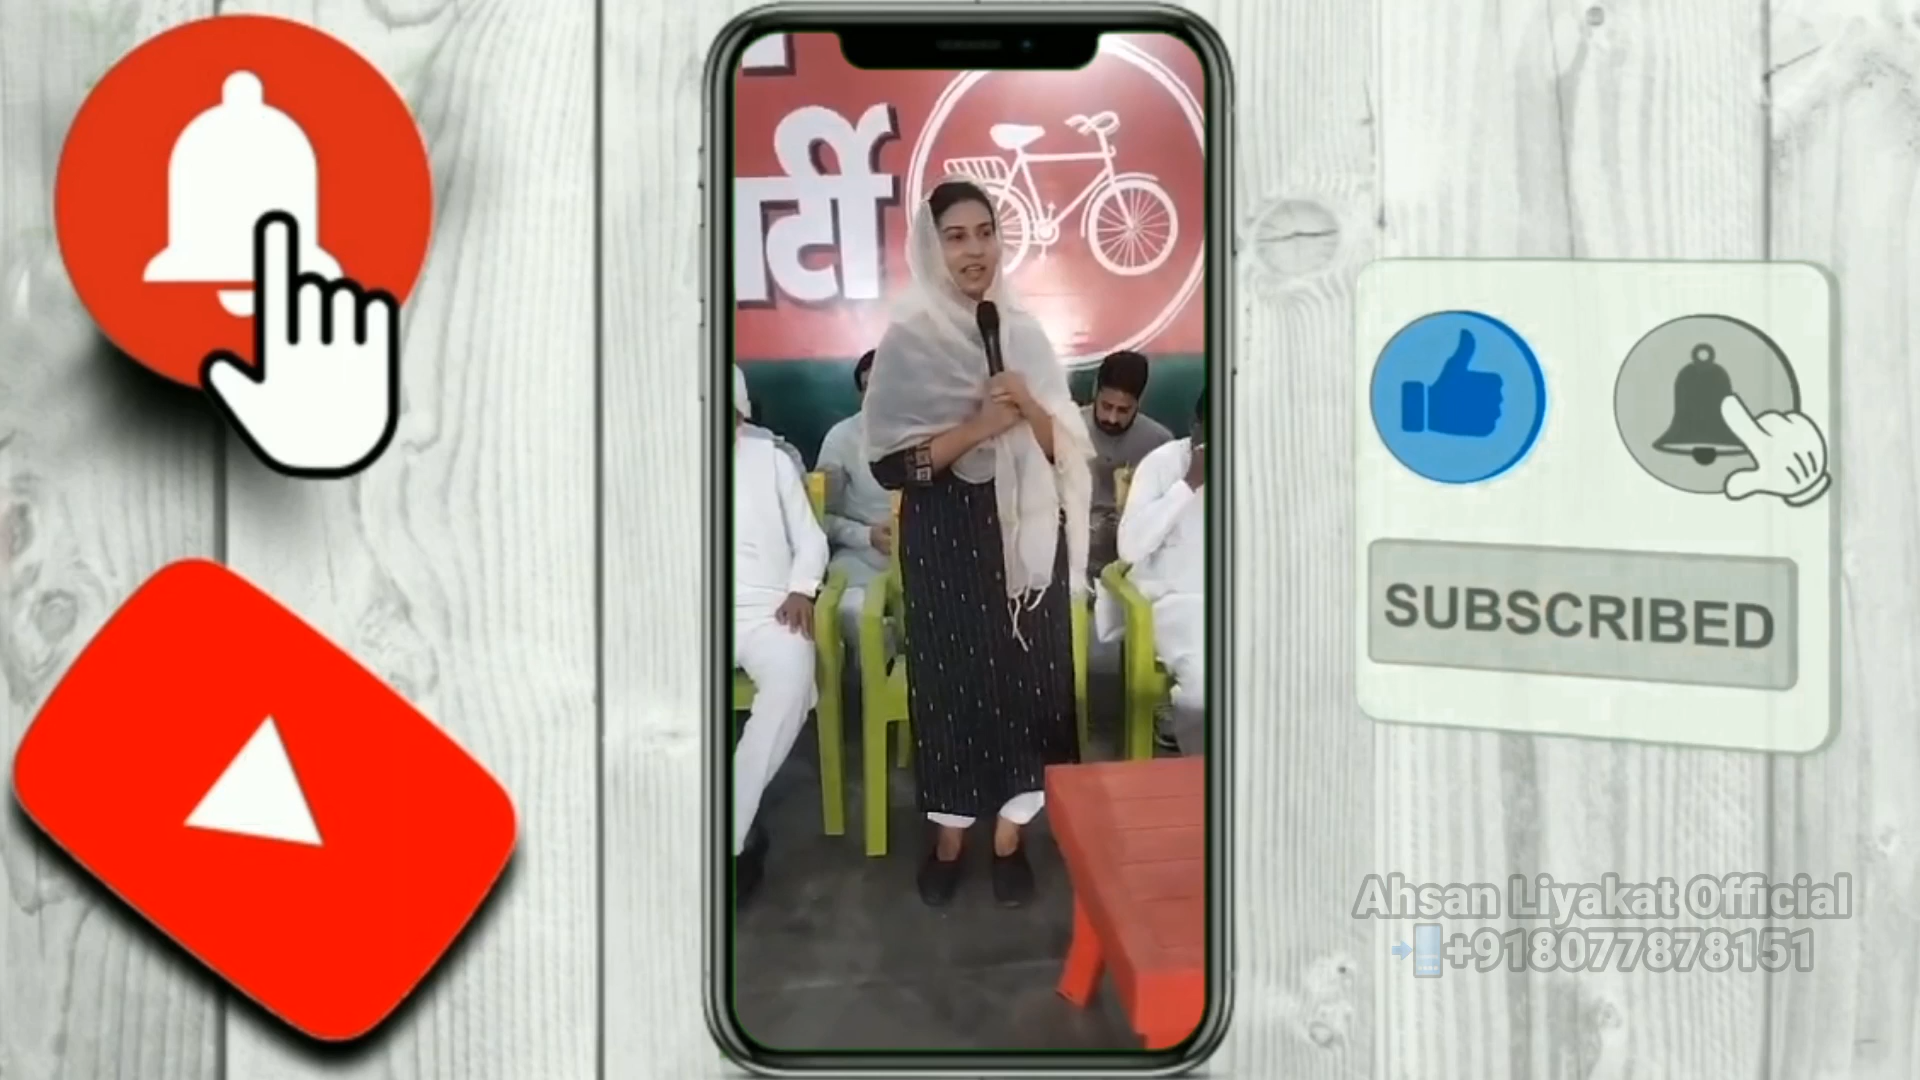 र्टी
SUBSCRIBED
Ahsan Liyakat Official
+918077878151